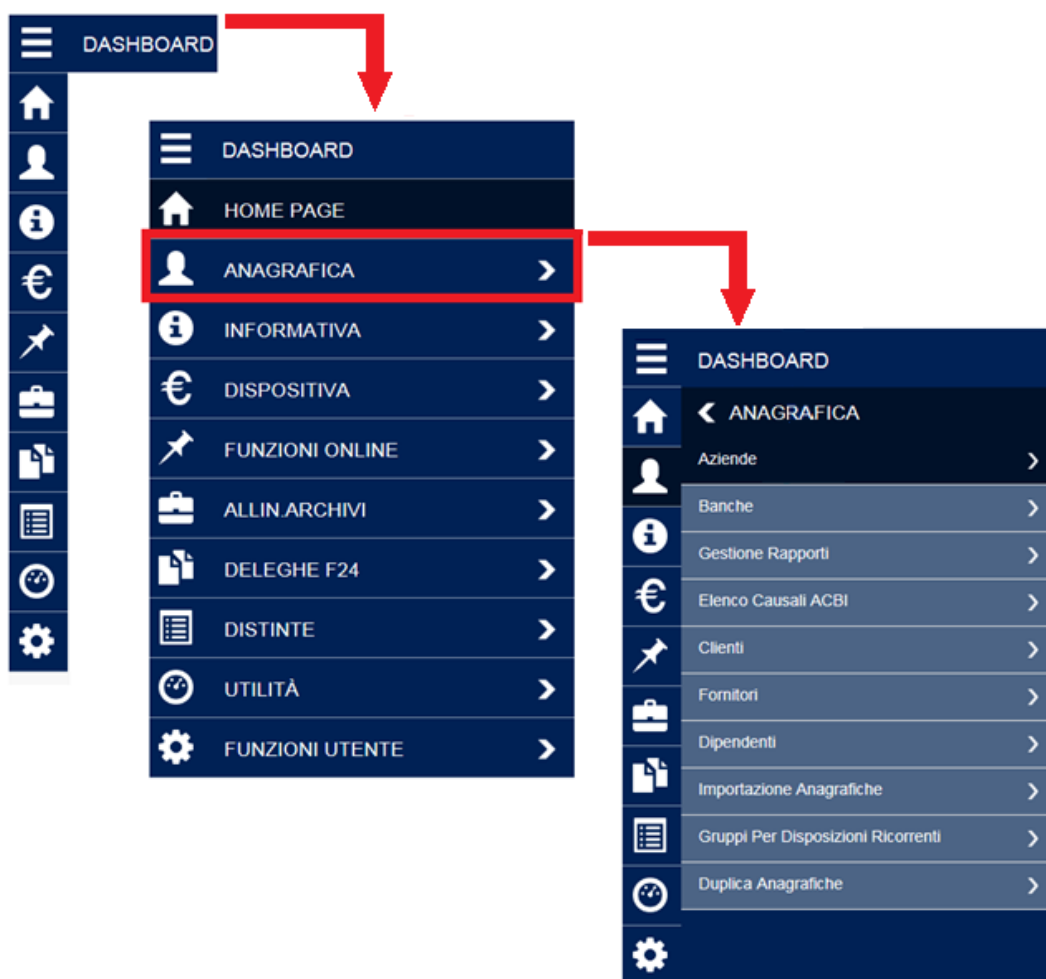 DASHBOARD
DASHBOARD
HOME PAGE
ANAGRAFICA
INFORMATIVA
DISPOSITIVA
FUNZIONI ONLINE
ALLIN.ARCHIVI
DELEGHE F24
DISTINTE
UTILITÀ
FUNZIONI UTENTE
DASHBOARD
ANAGRAFICA
Aziende
Banche
Gestione Rapporti
Elenco Causali ACBI
Clienti
Fornitori
Dipendenti
Importazione Anagrafiche
Gruppi Per Disposizioni Ricorrenti
Duplica Anagrafiche